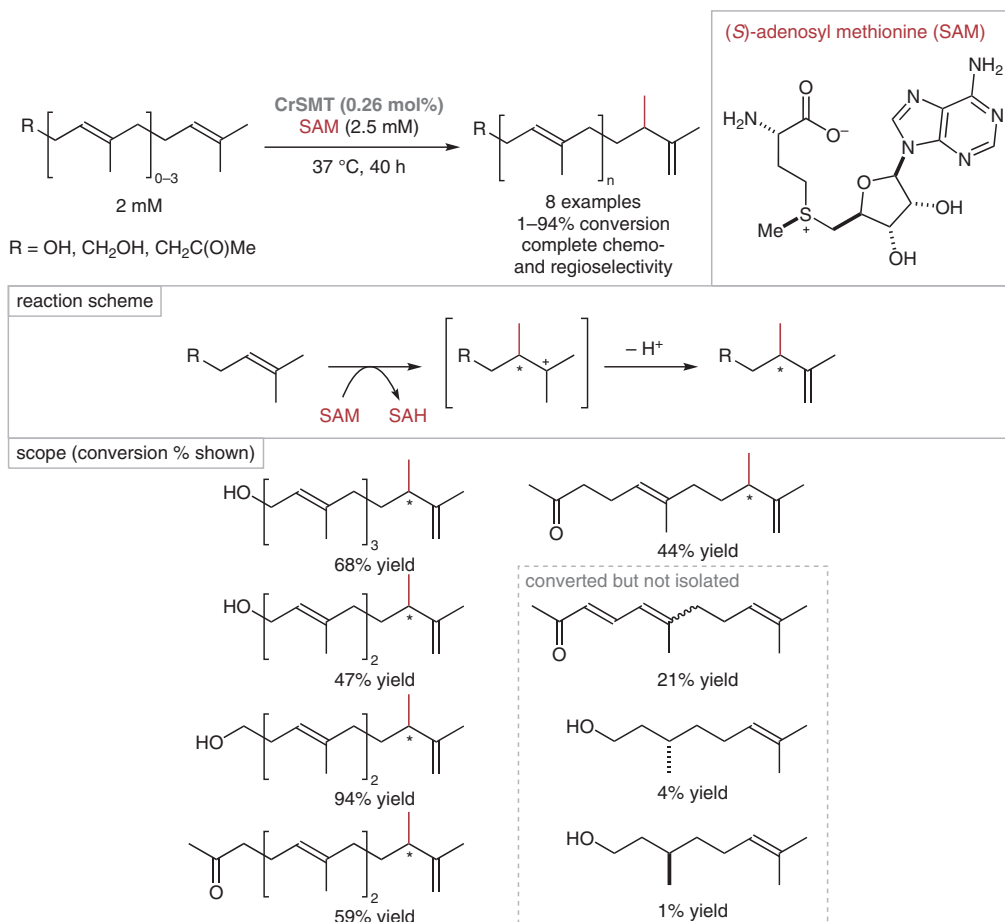 (S)-adenosyl methionine (SAM)
R
0–3
2 mM
R = OH, CH2OH, CH2C(O)Me
CrSMT (0.26 mol%)
SAM (2.5 mM)
37 °C, 40 h
R
n
8 examples
1–94% conversion
complete chemo-
and regioselectivity
NH2
O
H2N
O−
N
N
N
N
O
Me
S
+
OH
OH
reaction scheme
R
SAM
SAH
R
*
+
– H+
R
*
scope (conversion % shown)
HO
3
*
68% yield
O
*
44% yield
HO
2
*
47% yield
converted but not isolated
O
21% yield
HO
2
*
94% yield
HO
4% yield
O
2
*
59% yield
HO
1% yield